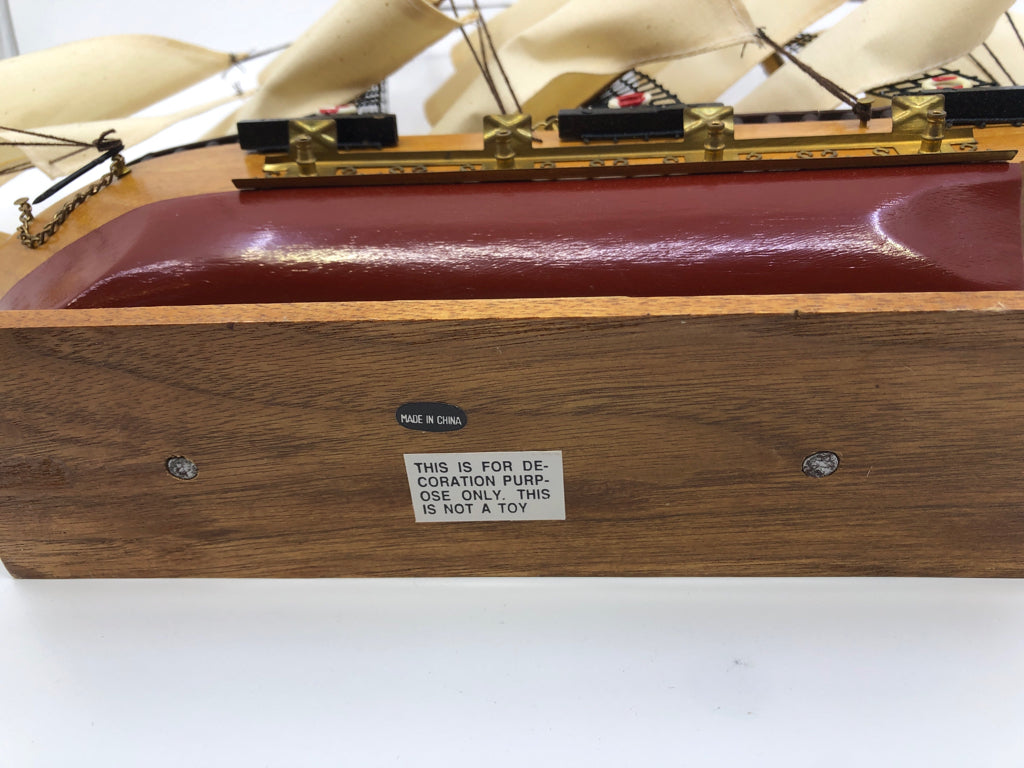 MADE IN CHINA
THIS IS FOR DE-
CORATION PURP-
OSE ONLY. THIS
IS NOT A TOY